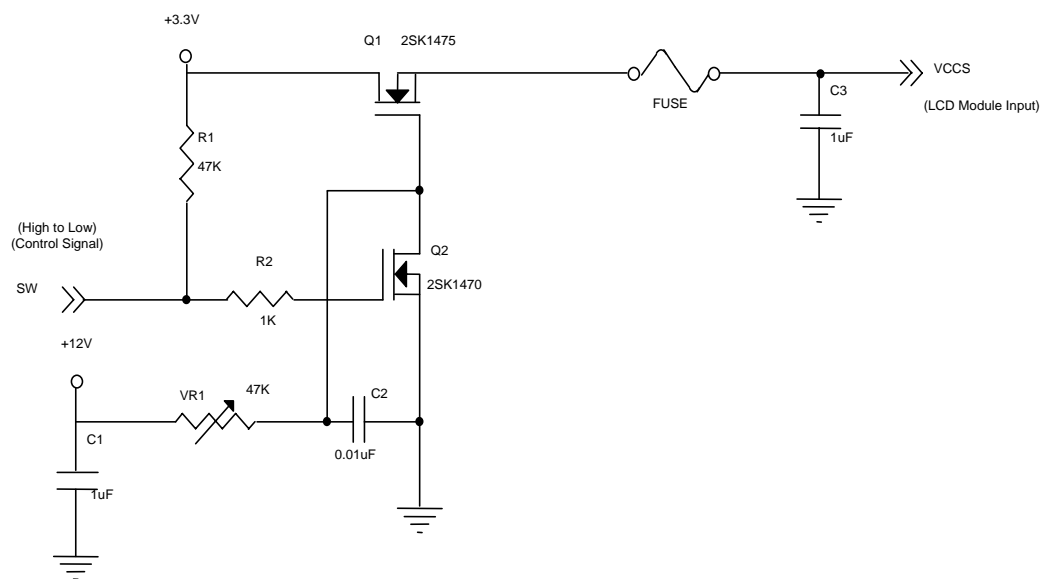 +3.3V
Q1 2SK1475
VCCS
FUSE
C3
(LCD Module Input)
R1
1uF
47K
(High to Low)
(Control Signal)
Q2
R2
SW
2SK1470
1K
+12V
VR1
47K
C2
C1
0.01uF
1uF